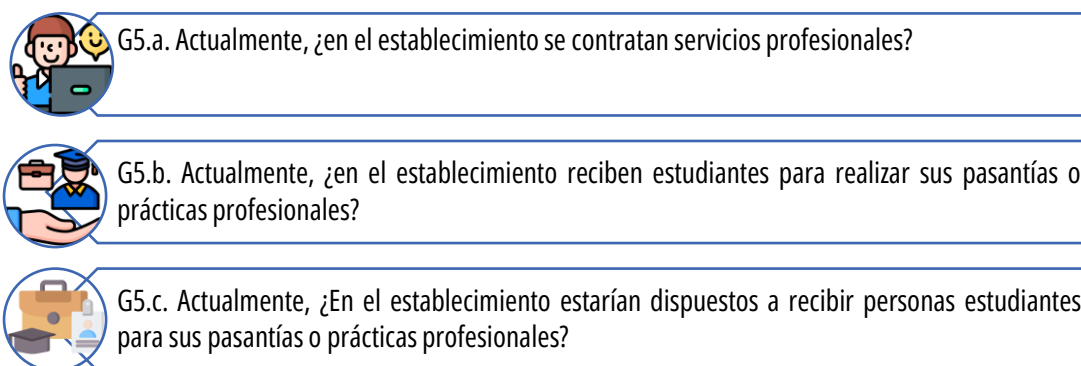 G5.a. Actualmente, ¿en el establecimiento se contratan servicios profesionales?
G5.b. Actualmente, ¿en el establecimiento reciben estudiantes para realizar sus pasantías o
prácticas profesionales?
G5.c. Actualmente, ¿En el establecimiento estarían dispuestos a recibir personas estudiantes
para sus pasantías o prácticas profesionales?